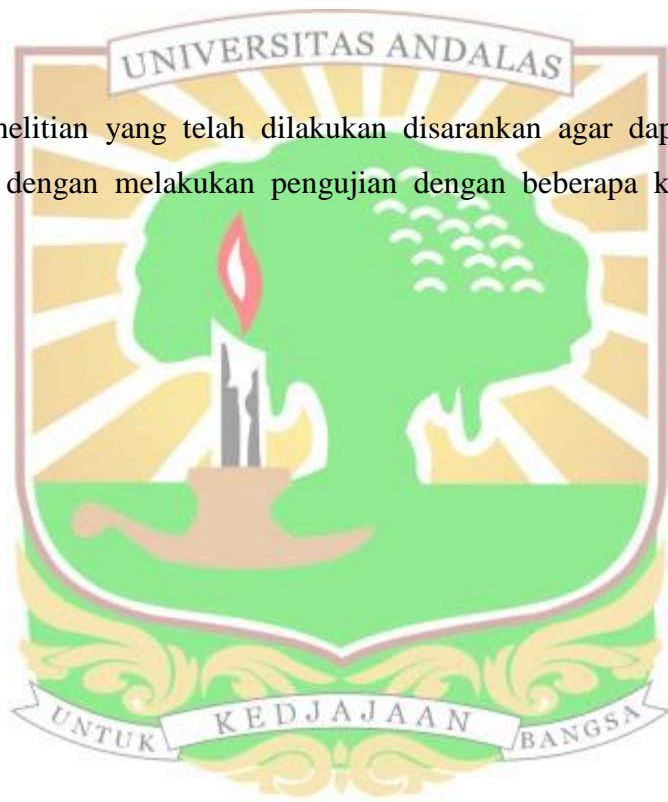 UNIVERSITAS ANDALAS
nelitian yang telah dilakukan disarankan agar dap
dengan melakukan pengujian dengan beberapa k
UNTUK KEDJAJAAN BANGSA